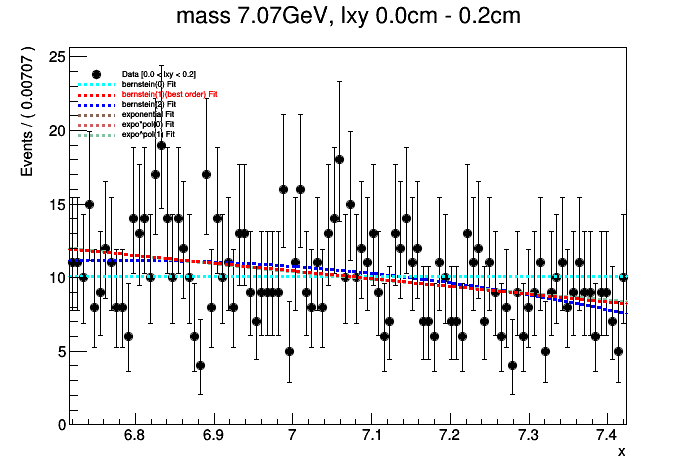 mass 7.07GeV, lxy 0.0cm - 0.2cm
Events / ( 0.00707 )
25
20
15
10
5
0
Data [0.0 < lxy < 0.2]
bernstein(0) Fit
bernstein(1)(best order) Fit
bernstein(2) Fit
exponential Fit
expo*pol(0) Fit
expo^pol(1) Fit
6.8 6.9 7 7.1 7.2 7.3 7.4
x